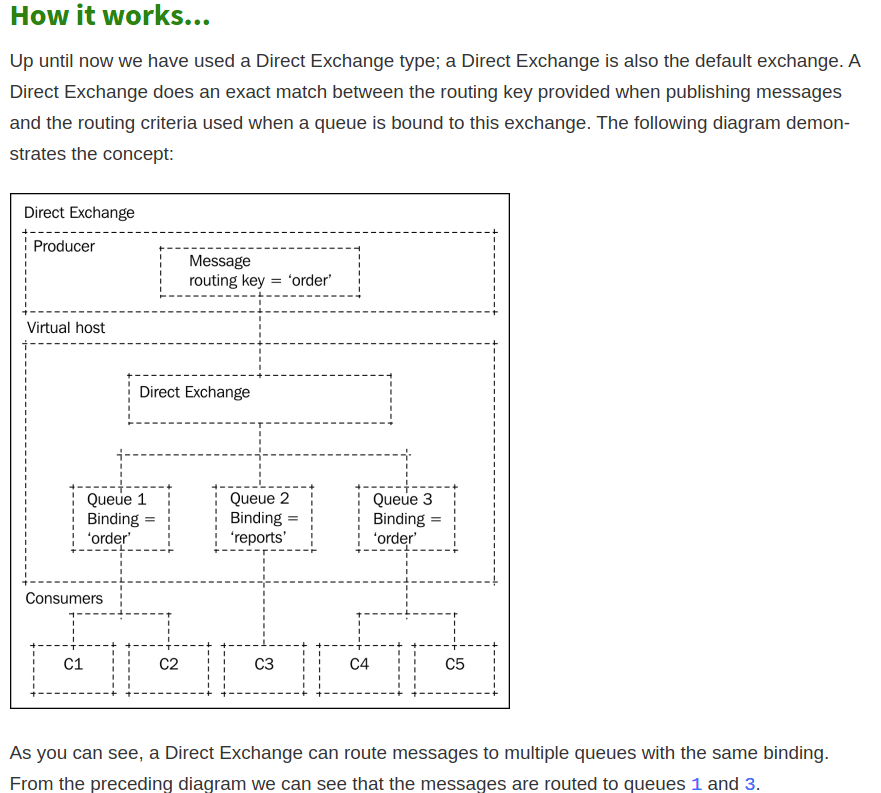 How it works...
Up until now we have used a Direct Exchange type; a Direct Exchange is also the default exchange. A
Direct Exchange does an exact match between the routing key provided when publishing messages
and the routing criteria used when a queue is bound to this exchange. The following diagram demon-
strates the concept:
Direct Exchange
Producer
Message
routing key = ‘order’
Virtual host
Direct Exchange
Queue 1
Binding =
‘order’
Queue 2
Binding =
‘reports’
Queue 3
Binding =
‘order’
Consumers
C1
C2
C3
C4
C5
As you can see, a Direct Exchange can route messages to multiple queues with the same binding.
From the preceding diagram we can see that the messages are routed to queues 1 and 3.